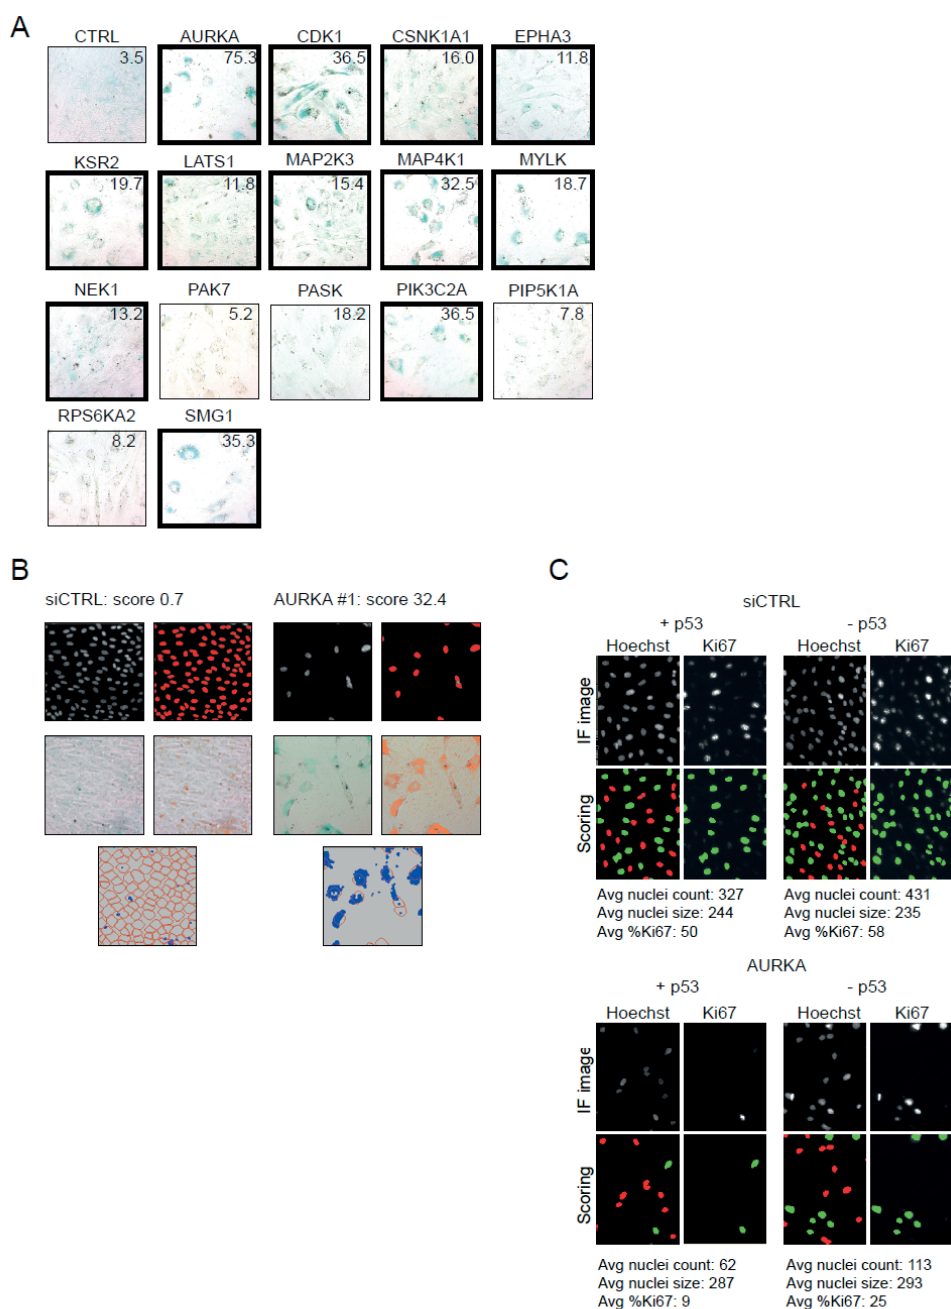 A
CTRL AURKA CDK1 CSNK1A1 EPHA3
3.5 75.3 36.5 16.0 11.8
KSR2 LATS1 MAP2K3 MAP4K1 MYLK
19.7 11.8 15.4 32.5 18.7
NEK1 PAK7 PASK PIK3C2A PIP5K1A
13.2 5.2 18.2 36.5 7.8
RPS6KA2 SMG1
8.2 35.3
B
siCTRL: score 0.7 AURKA #1: score 32.4
C
siCTRL
+ p53 - p53
Hoechst Ki67 Hoechst Ki67
IF image
Scoring
Avg nuclei count: 327 Avg nuclei count: 431
Avg nuclei size: 244 Avg nuclei size: 235
Avg %Ki67: 50 Avg %Ki67: 58
AURKA
+ p53 - p53
Hoechst Ki67 Hoechst Ki67
IF image
Scoring
Avg nuclei count: 62 Avg nuclei count: 113
Avg nuclei size: 287 Avg nuclei size: 293
Avg %Ki67: 9 Avg %Ki67: 25